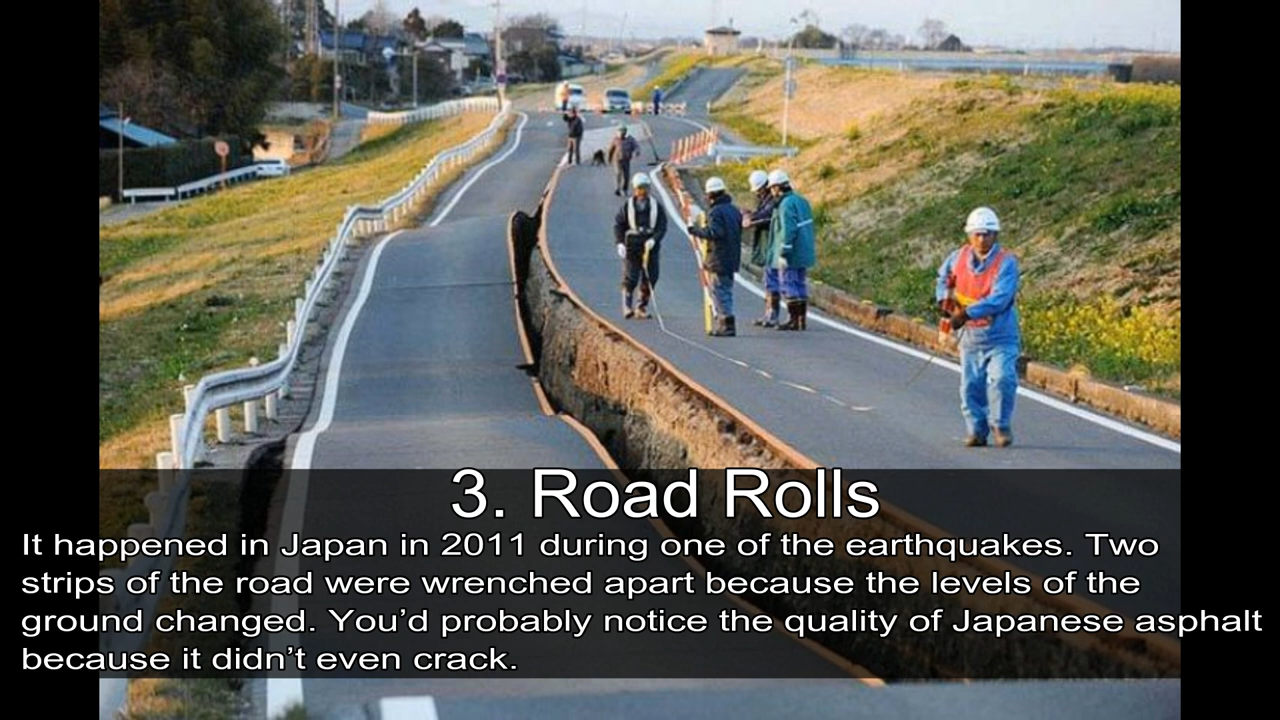 3. Road Rolls
It happened in Japan in 2011 during one of the earthquakes. Two
strips of the road were wrenched apart because the levels of the
ground changed. You’d probably notice the quality of Japanese asphalt
because it didn’t even crack.